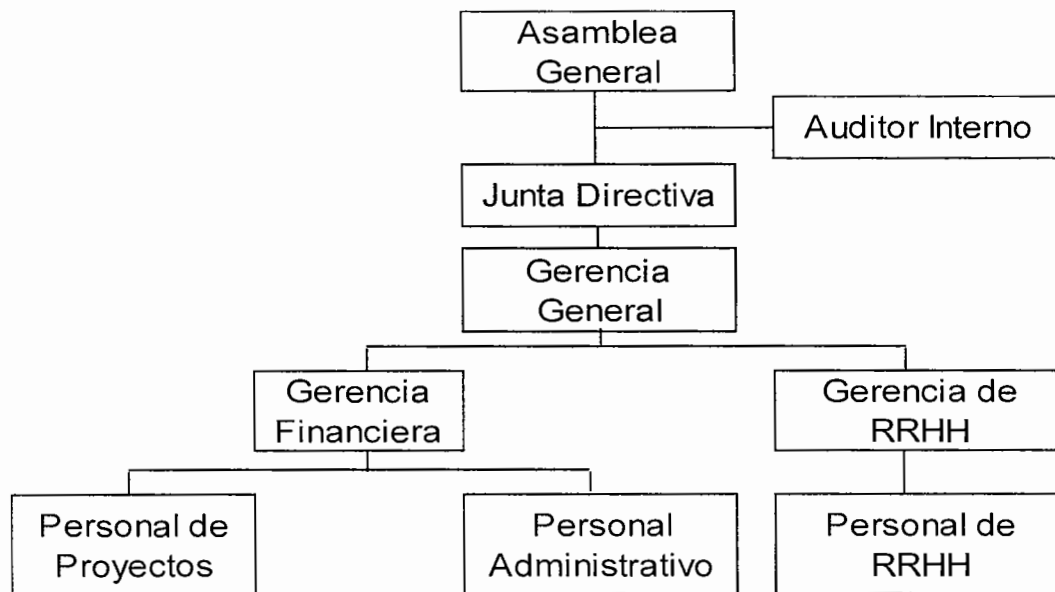 Asamblea
General
Auditor Interno
Junta Directiva
Gerencia
General
Gerencia
Financiera
Gerencia de
RRHH
Personal de
Proyectos
Personal
Administrativo
Personal de
RRHH